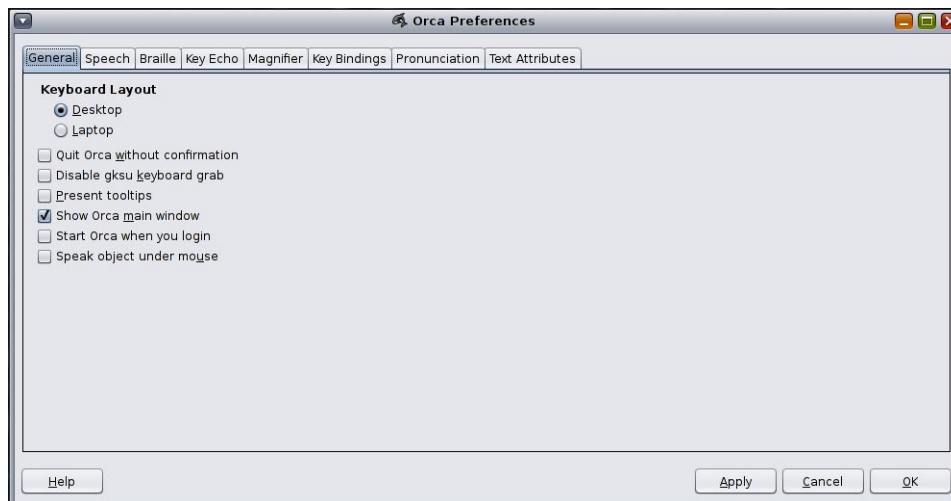 Orca Preferences
General Speech Braille Key Echo Magnifier Key Bindings Pronunciation Text Attributes
Keyboard Layout
Desktop
Laptop
Quit Orca without confirmation
Disable gksu keyboard grab
Present tooltips
Show Orca main window
Start Orca when you login
Speak object under mouse
Help Apply Cancel OK